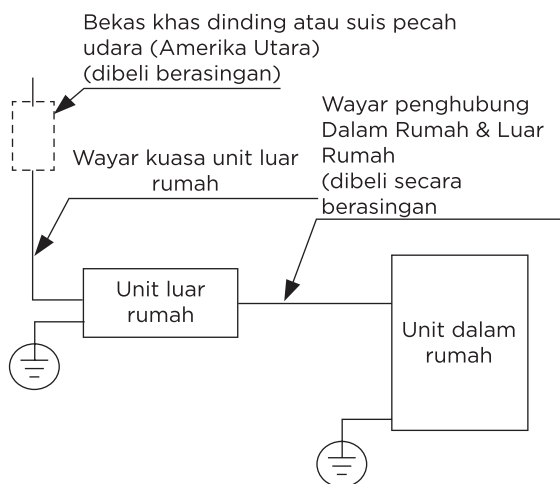 Bekas khas dinding atau suis pecah
udara (Amerika Utara)
(dibeli berasingan)
Wayar penghubung
Dalam Rumah & Luar
Rumah
(dibeli secara
berasingan
Wayar kuasa unit luar
rumah
Unit luar
rumah
Unit dalam
rumah